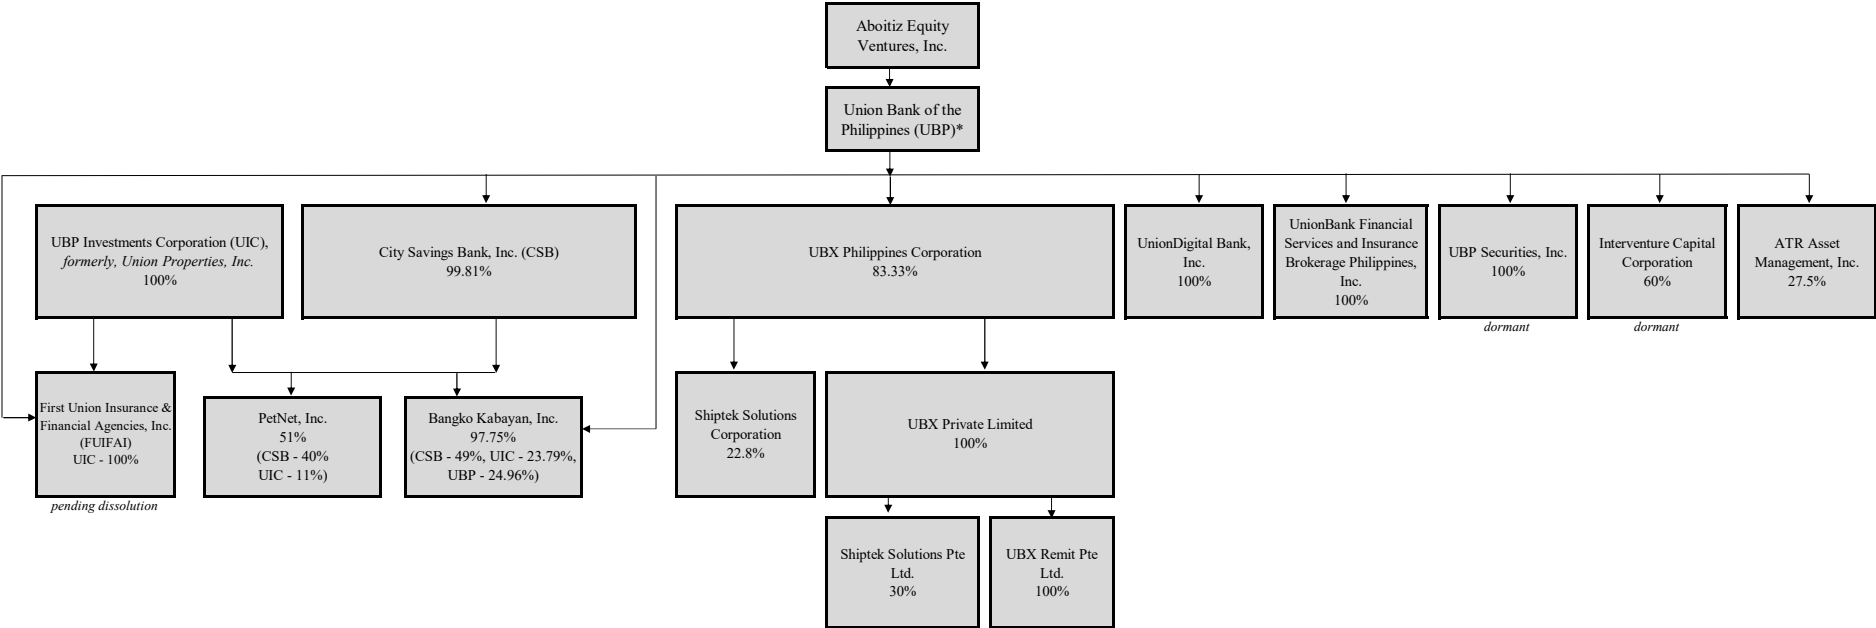 Aboitiz Equity
Ventures, Inc.
Union Bank of the
Philippines (UBP)*
UBP Investments Corporation (UIC),
formerly, Union Properties, Inc.
100%
City Savings Bank, Inc. (CSB)
99.81%
UBX Philippines Corporation
83.33%
UnionDigital Bank,
Inc.
100%
UnionBank Financial
Services and Insurance
Brokerage Philippines,
Inc.
100%
UBP Securities, Inc.
100%
dormant
Interventure Capital
Corporation
60%
dormant
ATR Asset
Management, Inc.
27.5%
First Union Insurance &
Financial Agencies, Inc.
(FUIFAI)
UIC - 100%
pending dissolution
PetNet, Inc.
51%
(CSB - 40%
UIC - 11%)
Bangko Kabayan, Inc.
97.75%
(CSB - 49%, UIC - 23.79%,
UBP - 24.96%)
Shiptek Solutions
Corporation
22.8%
UBX Private Limited
100%
Shiptek Solutions Pte
Ltd.
30%
UBX Remit Pte
Ltd.
100%